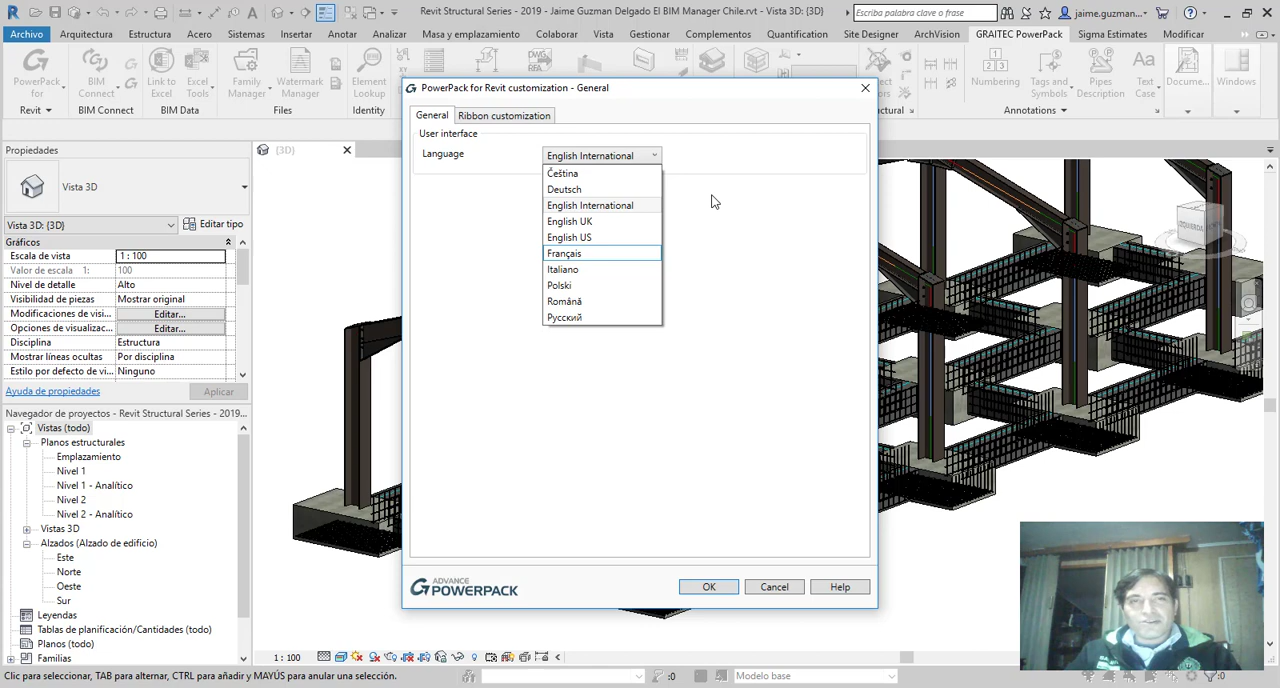 Revit Structural Series - 2019 - Jaime Guzman Delgado El BIM Manager Chile.rvt - Vista 3D: {3D}
Escriba palabra clave o frase
jaime.guzman...
Archivo Arquitectura Estructura Acero Sistemas Insertar Anotar Analizar Masa y emplazamiento Colaborar Vista Gestionar Complementos Quantification Site Designer ArchVision GRAITEC PowerPack Sigma Estimates Modificar
PowerPack for
BIM Connect
Link to Excel
Excel Tools
Family Manager
Watermark Manager
Element Lookup
DWG RFA
Numbering
Tags and Symbols
Pipes Description
Text Case
Docume...
Windows
Revit
BIM Connect
BIM Data
Files
Identity
Annotations
PowerPack for Revit customization - General
General Ribbon customization
User interface
Language English International
Čeština
Deutsch
English International
English UK
English US
Français
Italiano
Polski
Română
Русский
ADVANCE
POWERPACK
OK Cancel Help
{3D}
IZQUIERDA
Propiedades
Vista 3D
Vista 3D: {3D} Editar tipo
Gráficos
Escala de vista 1 : 100
Valor de escala 1: 100
Nivel de detalle Alto
Visibilidad de piezas Mostrar original
Modificaciones de visi... Editar...
Opciones de visualizac... Editar...
Disciplina Estructura
Mostrar líneas ocultas Por disciplina
Estilo por defecto de vi... Ninguno
Ayuda de propiedades Aplicar
Navegador de proyectos - Revit Structural Series - 2019...
Vistas (todo)
Planos estructurales
Emplazamiento
Nivel 1
Nivel 1 - Analítico
Nivel 2
Nivel 2 - Analítico
Vistas 3D
Alzados (Alzado de edificio)
Este
Norte
Oeste
Sur
Leyendas
Tablas de planificación/Cantidades (todo)
Planos (todo)
Familias
1 : 100
Clic para seleccionar, TAB para alternar, CTRL para añadir y MAYÚS para anular una selección.
:0
Modelo base
:0